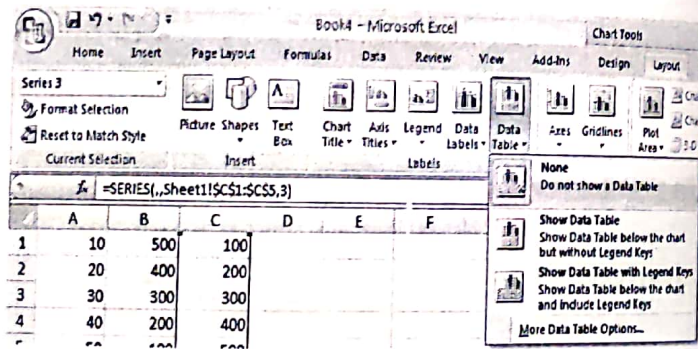 Book4 - Microsoft Excel
Chart Tools
Home Insert Page Layout Formulas Data Review View Add-Ins Design Layout
Series 3
Format Selection
Reset to Match Style
Current Selection
Picture Shapes Text Box
Insert
Chart Title Axis Titles Legend Data Labels Data Table
Labels
Axes Gridlines Plot Area
None
Do not show a Data Table
Show Data Table
Show Data Table below the chart
but without Legend Keys
Show Data Table with Legend Keys
Show Data Table below the chart
and include Legend Keys
More Data Table Options...
fx =SERIES(,,Sheet1!$C$1:$C$5,3)
A B C D E F
1 10 500 100
2 20 400 200
3 30 300 300
4 40 200 400